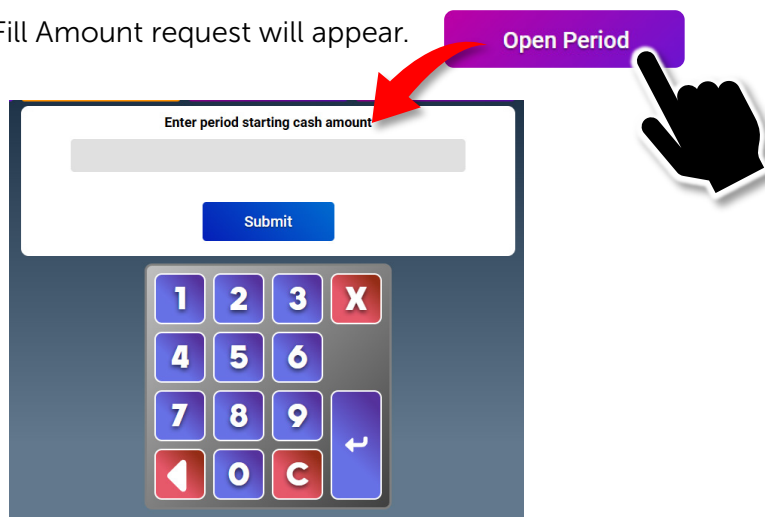 Fill Amount request will appear.
Open Period
Enter period starting cash amount
Submit
1 2 3 X
4 5 6
7 8 9
0 C